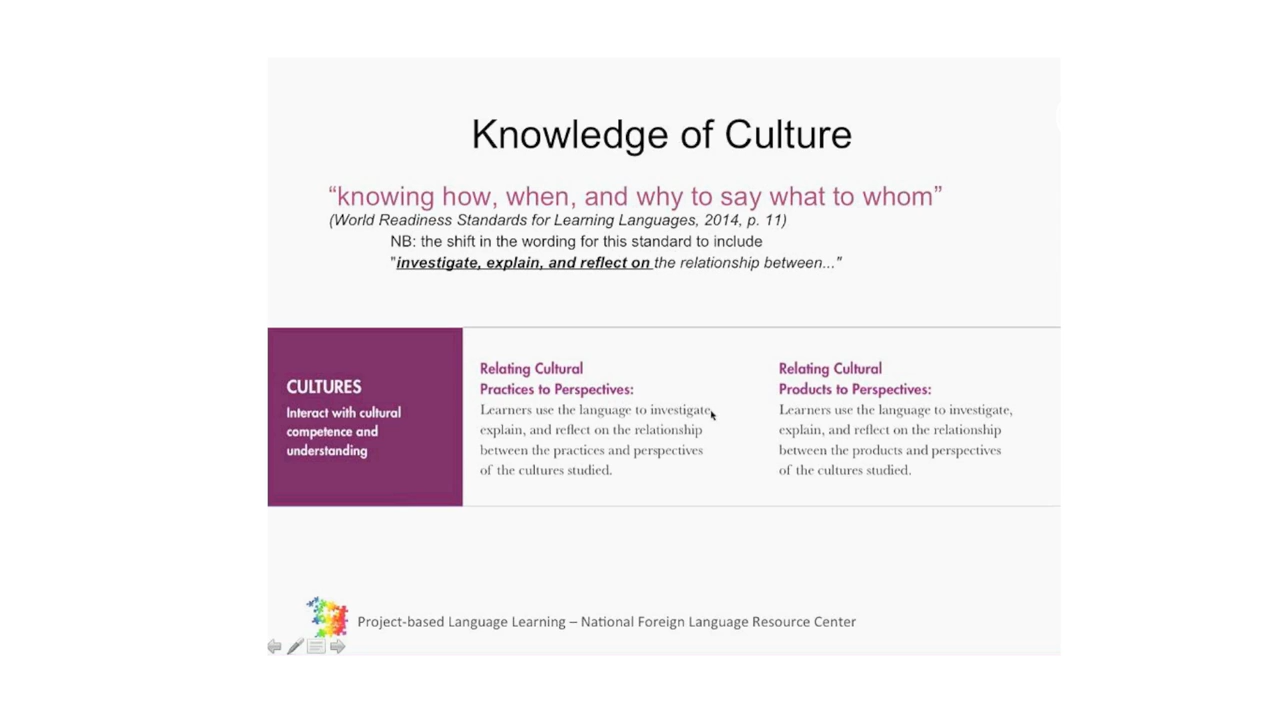 Knowledge of Culture
“knowing how, when, and why to say what to whom”
(World Readiness Standards for Learning Languages, 2014, p. 11)
NB: the shift in the wording for this standard to include
"investigate, explain, and reflect on the relationship between..."
CULTURES
Interact with cultural
competence and
understanding
Relating Cultural
Practices to Perspectives:
Learners use the language to investigate,
explain, and reflect on the relationship
between the practices and perspectives
of the cultures studied.
Relating Cultural
Products to Perspectives:
Learners use the language to investigate,
explain, and reflect on the relationship
between the products and perspectives
of the cultures studied.
Project-based Language Learning – National Foreign Language Resource Center